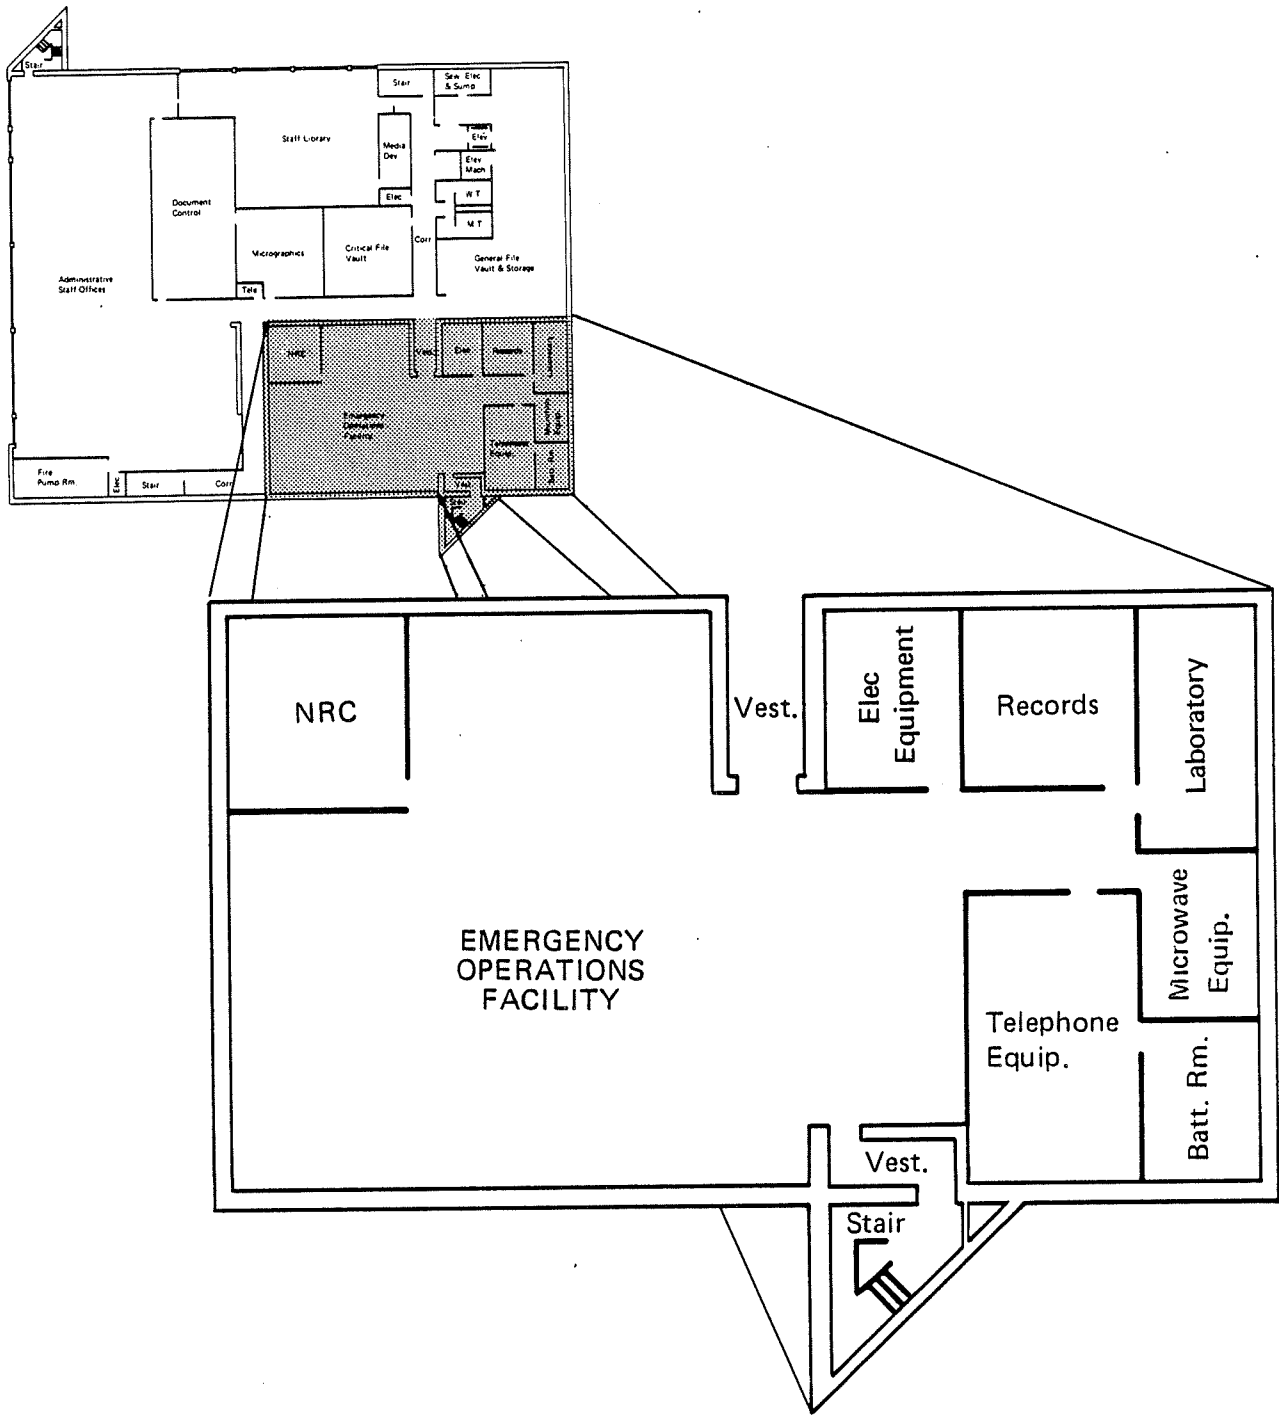 Stair
Stair
Sew Elec
& Sump
Staff Library
Media
Dev
Elev
Elev
Mach
Elec
W T
M T
Document
Control
Corr
Micrographics
Critical File
Vault
General File
Vault & Storage
Administrative
Staff Offices
Tele
NRC
Vest.
Elec
Records
Laboratory
Emergency
Operations
Facility
Telephone
Equip.
Fire
Pump Rm.
Elec
Stair
Corr
NRC
Vest.
Elec
Equipment
Records
Laboratory
EMERGENCY
OPERATIONS
FACILITY
Microwave
Equip.
Telephone
Equip.
Batt. Rm.
Vest.
Stair